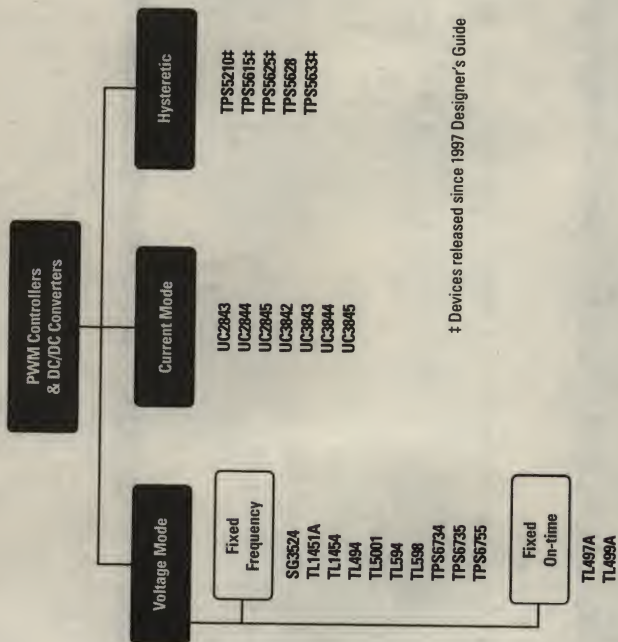 PWM Controllers
& DC/DC Converters
Voltage Mode
Fixed
Frequency
SG3524
TL1451A
TL1454
TL494
TL5001
TL594
TL598
TPS6734
TPS6735
TPS6755
Fixed
On-time
TL497A
TL499A
Current Mode
UC2843
UC2844
UC2845
UC3842
UC3843
UC3844
UC3845
Hysteretic
TPS5210‡
TPS5615‡
TPS5625‡
TPS5628
TPS5633‡
‡ Devices released since 1997 Designer's Guide